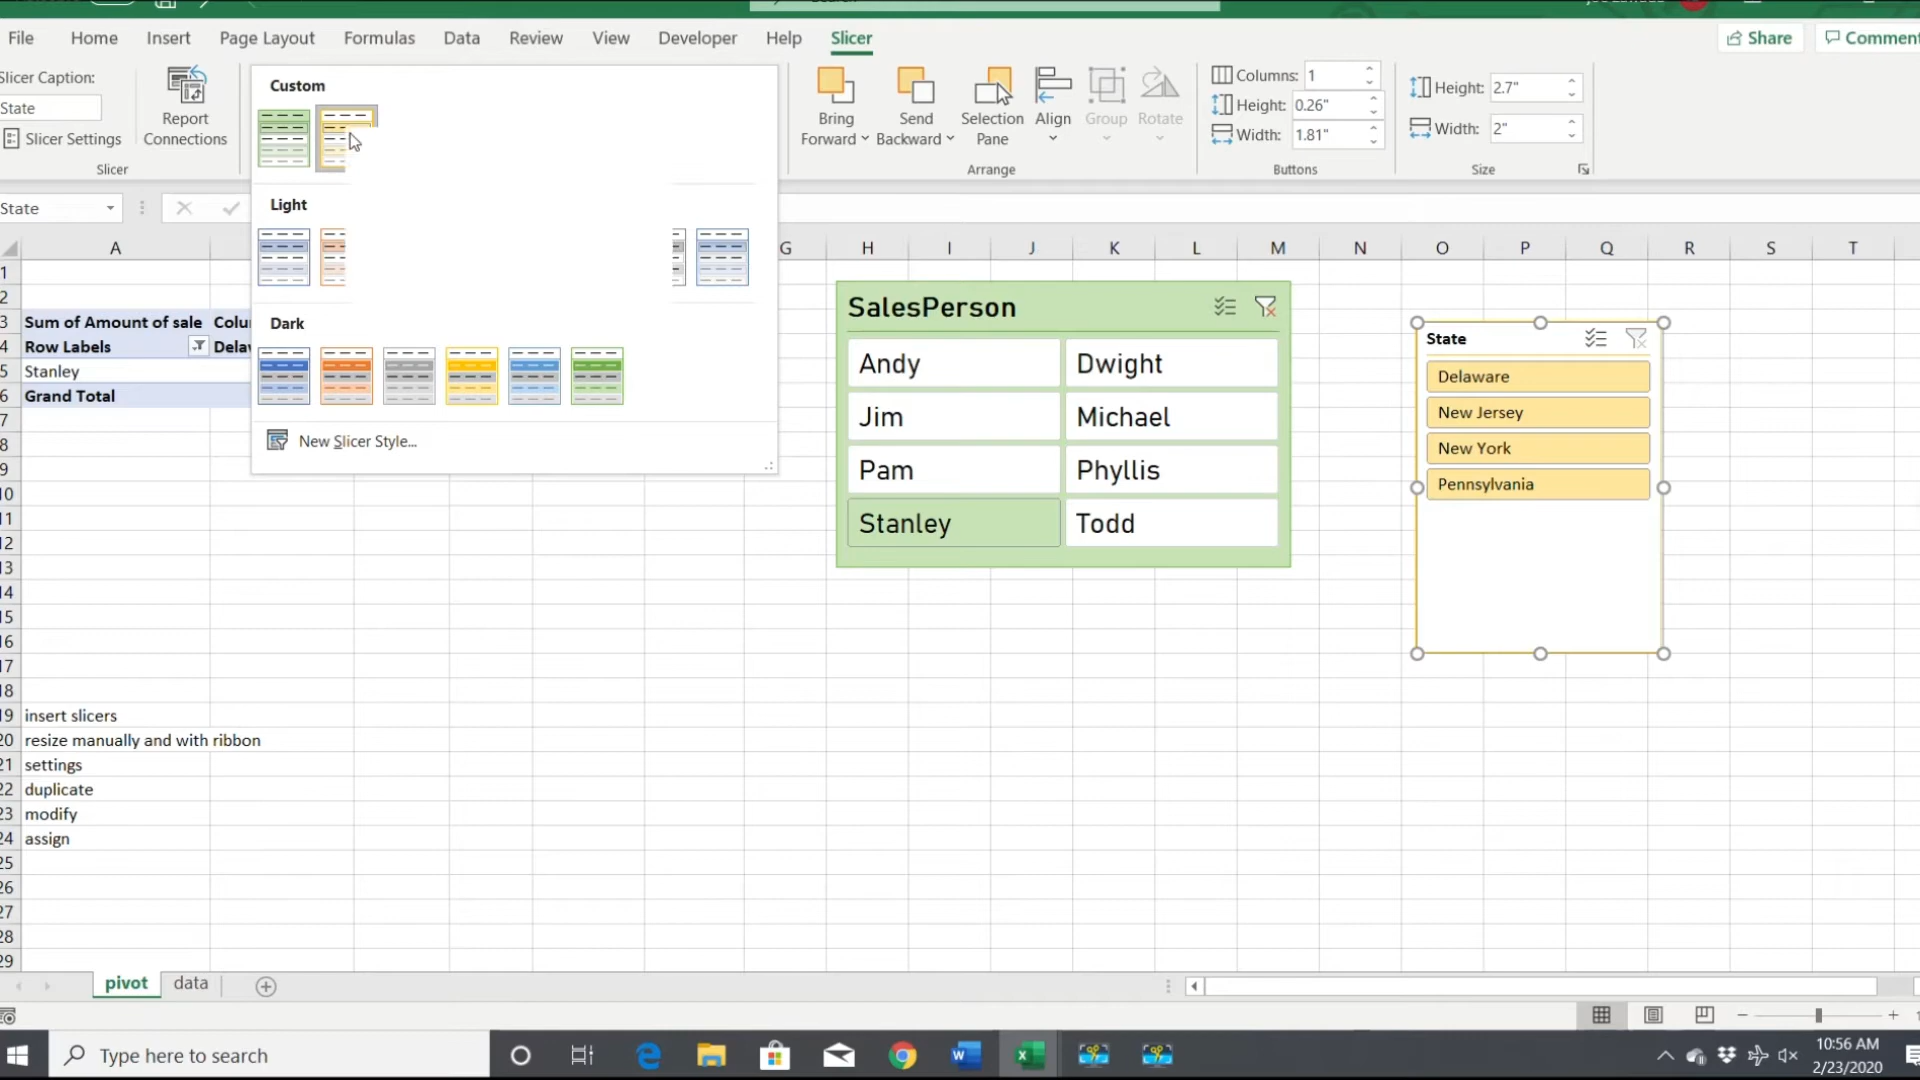 File Home Insert Page Layout Formulas Data Review View Developer Help Slicer Share
Slicer Caption:
State
Slicer Settings
Report
Connections
Slicer
Custom
Light
Dark
New Slicer Style...
Bring
Forward
Send
Backward
Selection
Pane
Align
Group
Rotate
Arrange
Columns: 1
Height: 0.26"
Width: 1.81"
Buttons
Height: 2.7"
Width: 2"
Size
State
A G H I J K L M N O P Q R S T
1
2
3 Sum of Amount of sale
4 Row Labels
5 Stanley
6 Grand Total
7
8
9
10
11
12
13
14
15
16
17
18
19 insert slicers
20 resize manually and with ribbon
21 settings
22 duplicate
23 modify
24 assign
25
26
27
28
29
SalesPerson
Andy Dwight
Jim Michael
Pam Phyllis
Stanley Todd
State
Delaware
New Jersey
New York
Pennsylvania
pivot data
Type here to search
10:56 AM
2/23/2020